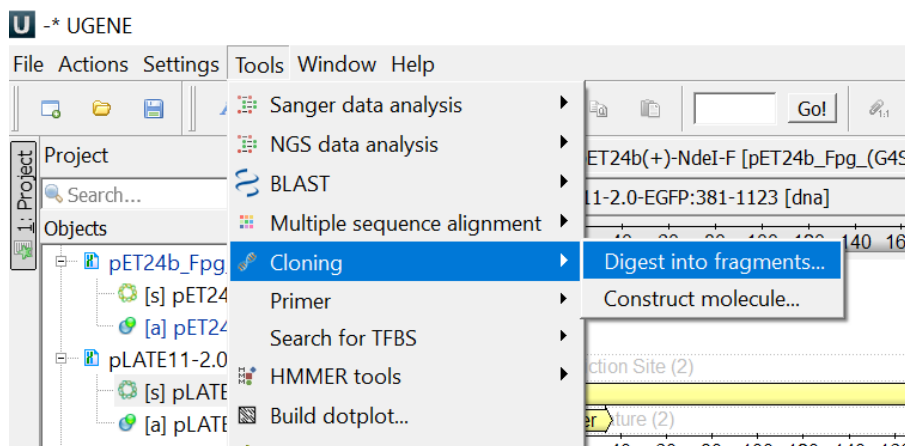 U -* UGENE
File Actions Settings Tools Window Help
Go!
1: Project
Project
Search...
Objects
pET24b_Fpg
[s] pET24
[a] pET24
pLATE11-2.0
[s] pLATE
[a] pLATE
Sanger data analysis
NGS data analysis
BLAST
Multiple sequence alignment
Cloning
Primer
Search for TFBS
HMMER tools
Build dotplot...
Digest into fragments...
Construct molecule...
ET24b(+)-NdeI-F [pET24b_Fpg_(G4S
11-2.0-EGFP:381-1123 [dna]
140 16
ction Site (2)
er
ture (2)